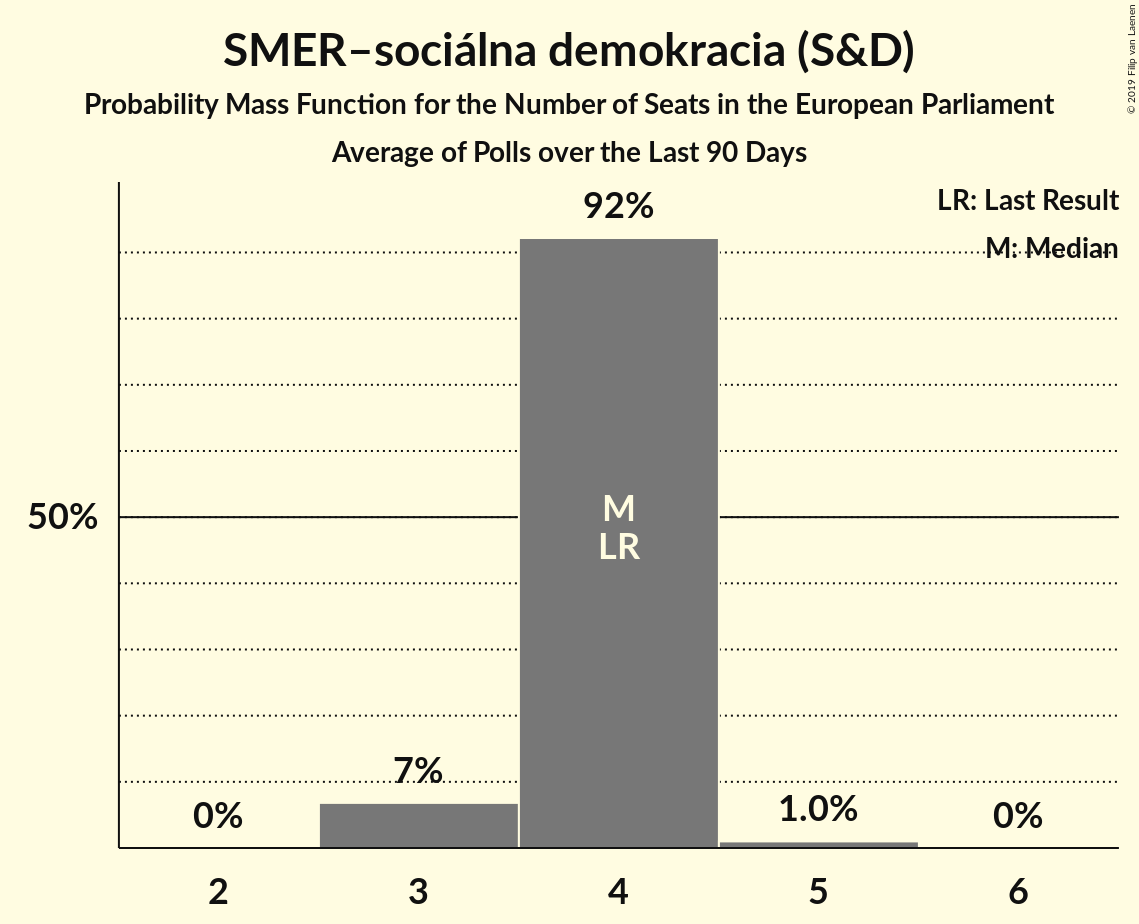 SMER–sociálna demokracia (S&D)
Probability Mass Function for the Number of Seats in the European Parliament
Average of Polls over the Last 90 Days
© 2019 Filip van Laenen
LR: Last Result
M: Median
92%
50%
M
LR
7%
0%
1.0%
0%
2 3 4 5 6